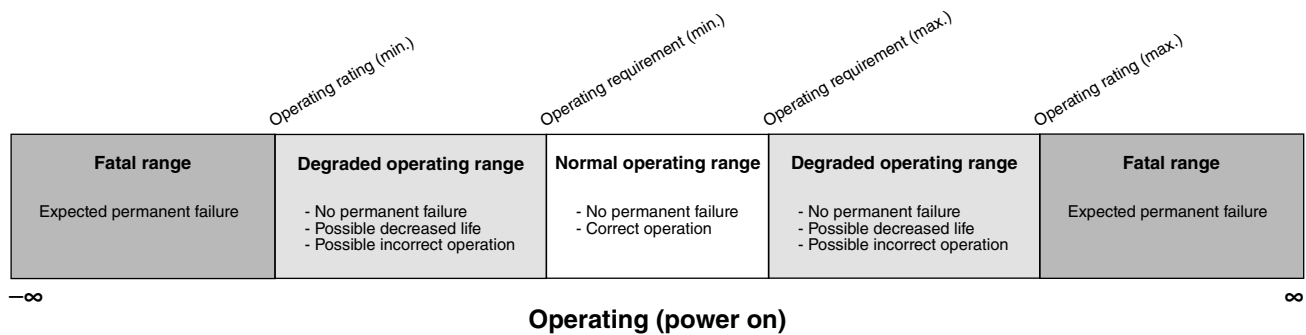 Operating rating (min.)
Operating requirement (min.)
Operating requirement (max.)
Operating rating (max.)
Fatal range
Expected permanent failure
Degraded operating range
- No permanent failure
- Possible decreased life
- Possible incorrect operation
Normal operating range
- No permanent failure
- Correct operation
Degraded operating range
- No permanent failure
- Possible decreased life
- Possible incorrect operation
Fatal range
Expected permanent failure
–∞
∞
Operating (power on)